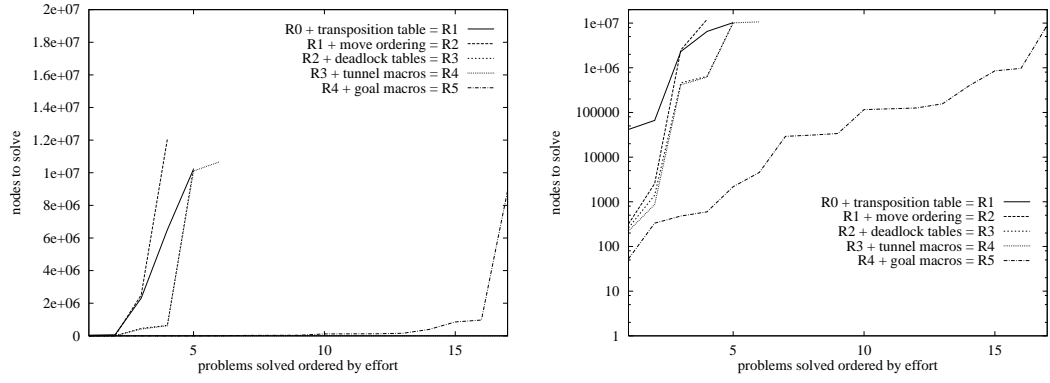 nodes to solve
2e+07
1.8e+07
1.6e+07
1.4e+07
1.2e+07
1e+07
8e+06
6e+06
4e+06
2e+06
0
5
10
15
problems solved ordered by effort
R0 + transposition table = R1
R1 + move ordering = R2
R2 + deadlock tables = R3
R3 + tunnel macros = R4
R4 + goal macros = R5
nodes to solve
1e+07
1e+06
100000
10000
1000
100
10
1
5
10
15
problems solved ordered by effort
R0 + transposition table = R1
R1 + move ordering = R2
R2 + deadlock tables = R3
R3 + tunnel macros = R4
R4 + goal macros = R5